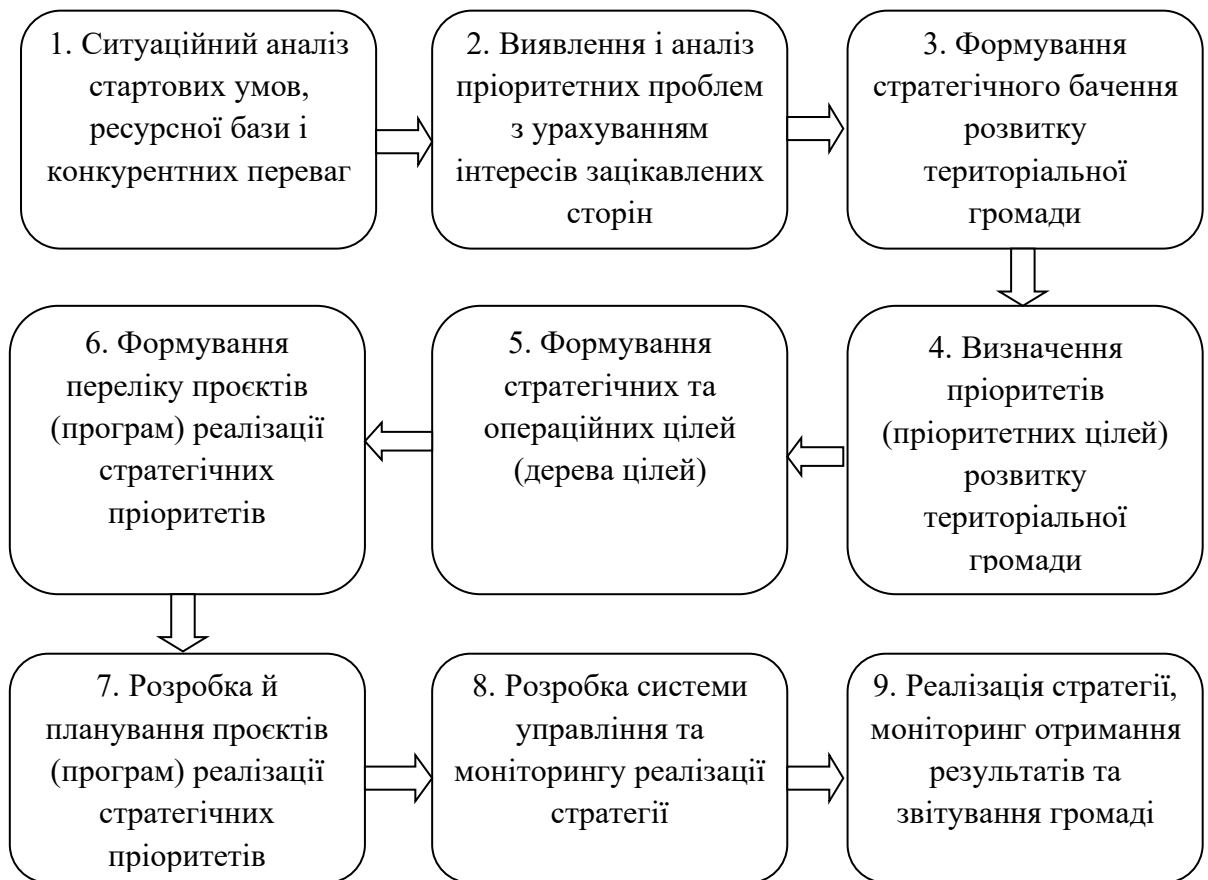 1. Ситуаційний аналіз
стартових умов,
ресурсної бази і
конкурентних переваг
2. Виявлення і аналіз
пріоритетних проблем
з урахуванням
інтересів зацікавлених
сторін
3. Формування
стратегічного бачення
розвитку
територіальної
громади
4. Визначення
пріоритетів
(пріоритетних цілей)
розвитку
територіальної
громади
5. Формування
стратегічних та
операційних цілей
(дерева цілей)
6. Формування
переліку проєктів
(програм) реалізації
стратегічних
пріоритетів
7. Розробка й
планування проєктів
(програм) реалізації
стратегічних
пріоритетів
8. Розробка системи
управління та
моніторингу реалізації
стратегії
9. Реалізація стратегії,
моніторинг отримання
результатів та
звітування громаді